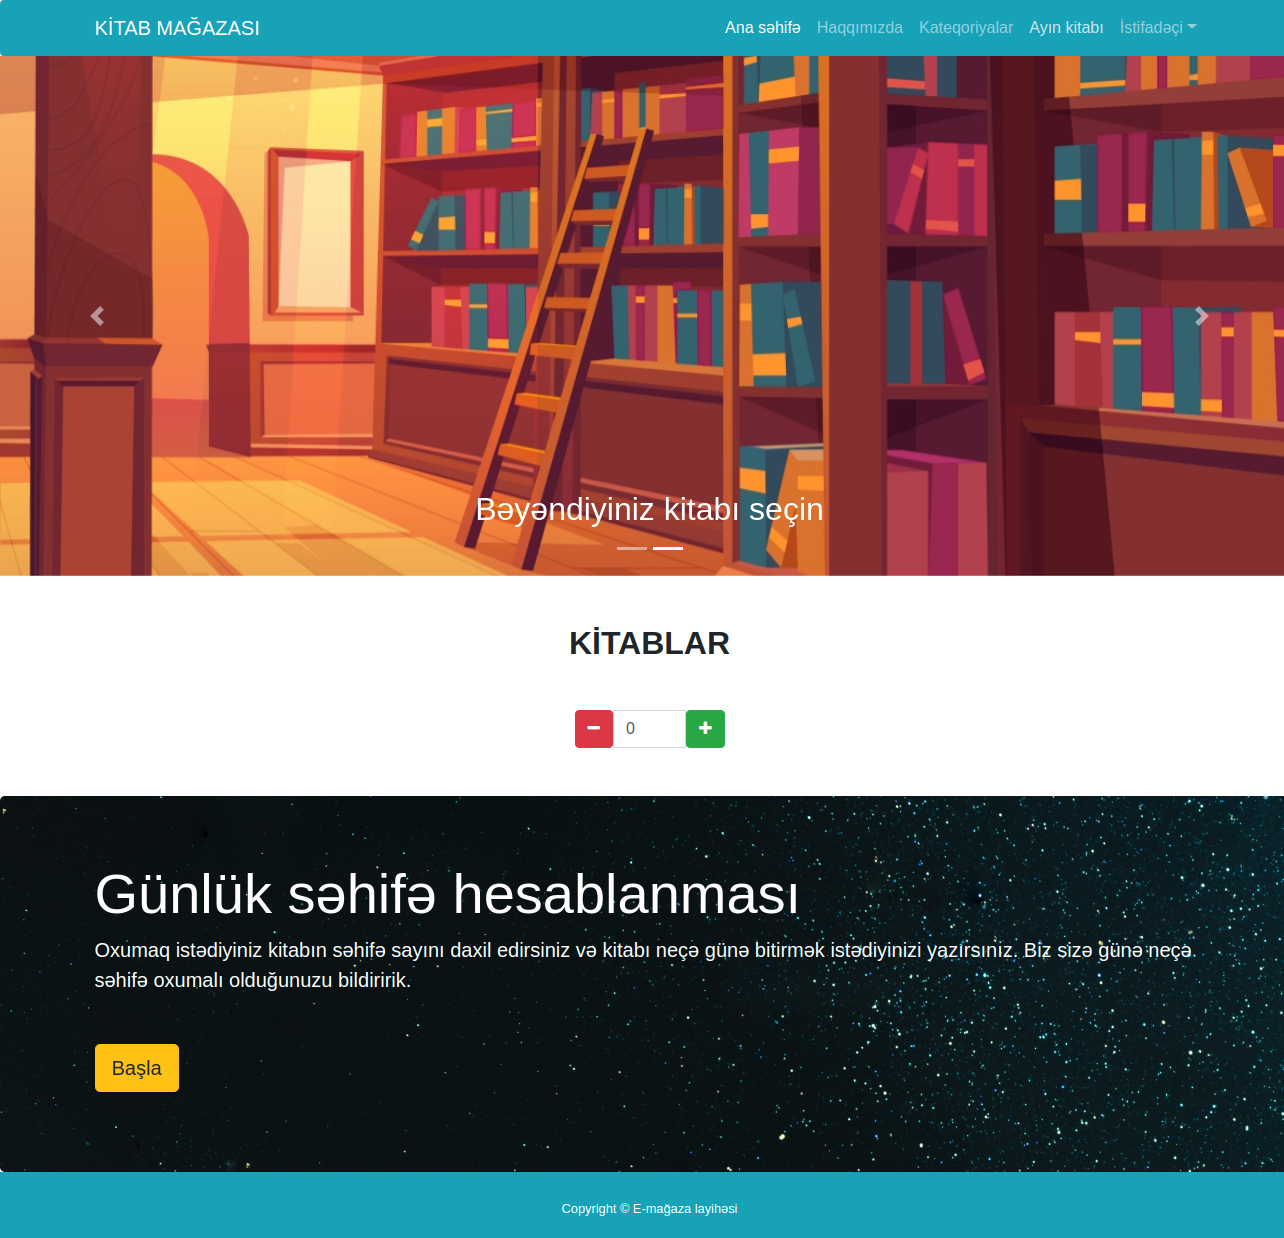 KİTAB MAĞAZASI
Ana səhifə Haqqımızda Kateqoriyalar Ayın kitabı İstifadəçi
Bəyəndiyiniz kitabı seçin
KİTABLAR
0
Günlük səhifə hesablanması
Oxumaq istədiyiniz kitabın səhifə sayını daxil edirsiniz və kitabı neçə günə bitirmək istədiyinizi yazırsınız. Biz sizə günə neçə
səhifə oxumalı olduğunuzu bildiririk.
Başla
Copyright © E-mağaza layihəsi